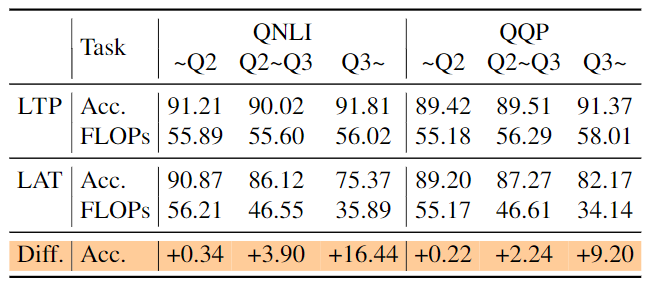 Task QNLI QQP
~Q2 Q2~Q3 Q3~ ~Q2 Q2~Q3 Q3~
LTP Acc. 91.21 90.02 91.81 89.42 89.51 91.37
FLOPs 55.89 55.60 56.02 55.18 56.29 58.01
LAT Acc. 90.87 86.12 75.37 89.20 87.27 82.17
FLOPs 56.21 46.55 35.89 55.17 46.61 34.14
Diff. Acc. +0.34 +3.90 +16.44 +0.22 +2.24 +9.20